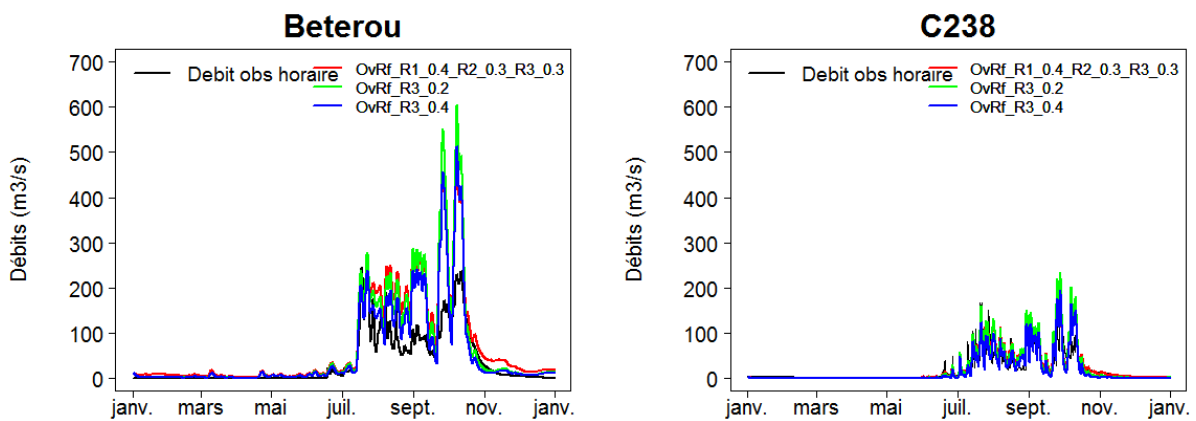 Beterou
Débits (m3/s)
700
600
500
400
300
200
100
0
Debit obs horaire
OvRf_R1_0.4_R2_0.3_R3_0.3
OvRf_R3_0.2
OvRf_R3_0.4
janv. mars mai juil. sept. nov. janv.
C238
Débits (m3/s)
700
600
500
400
300
200
100
0
Debit obs horaire
OvRf_R1_0.4_R2_0.3_R3_0.3
OvRf_R3_0.2
OvRf_R3_0.4
janv. mars mai juil. sept. nov. janv.